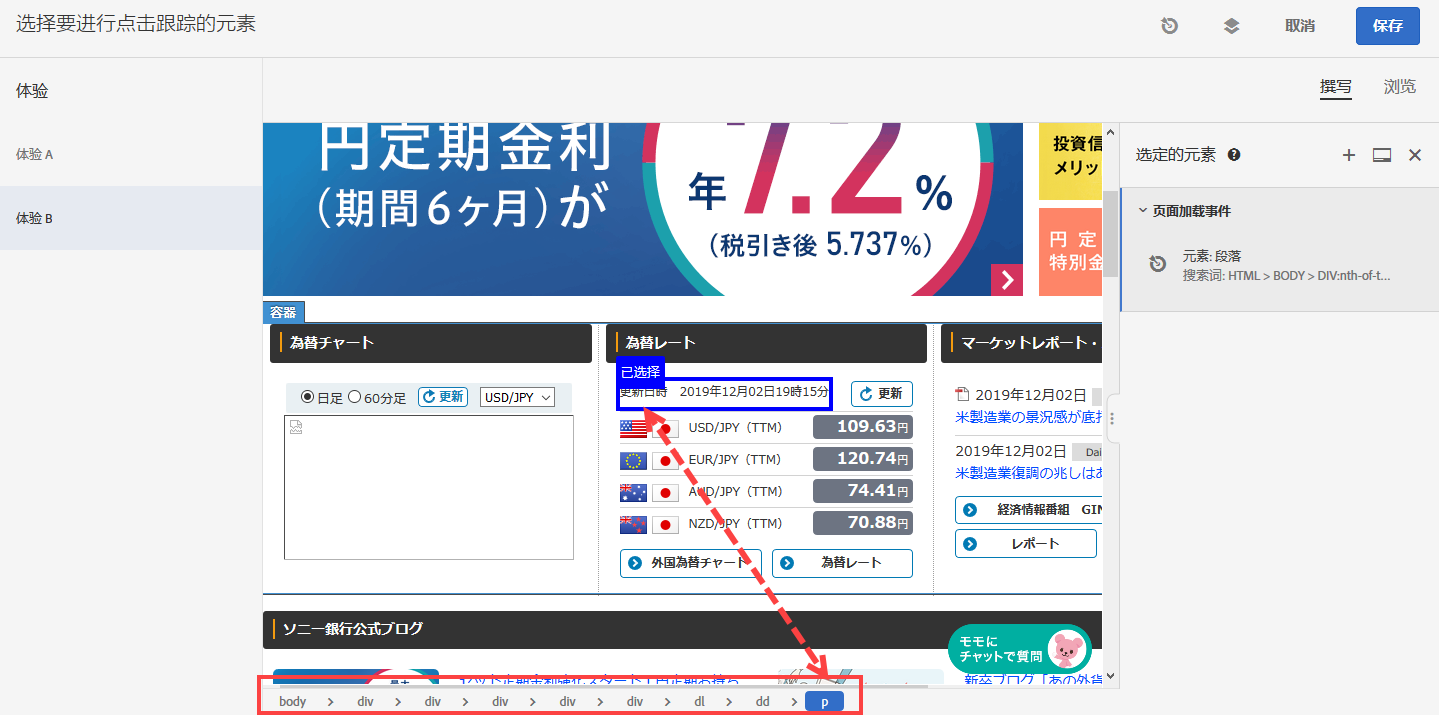 选择要进行点击跟踪的元素
取消
保存
体验
撰写
浏览
体验 A
体验 B
円定期金利
(期間6ヶ月)が
年 7.2 %
(税引き後 5.737%)
投資信
メリッ
円 定
特別金
选定的元素
页面加载事件
元素: 段落
搜索词: HTML > BODY > DIV:nth-of-t...
容器
為替チャート
日足
60分足
更新
USD/JPY
為替レート
已选择
更新日時 2019年12月02日19時15分
更新
USD/JPY（TTM） 109.63円
EUR/JPY（TTM） 120.74円
AUD/JPY（TTM） 74.41円
NZD/JPY（TTM） 70.88円
外国為替チャート
為替レート
マーケットレポート・
2019年12月02日
米製造業の景況感が底打
2019年12月02日 Dai
米製造業復調の兆しはあ
経済情報番組 GIN
レポート
ソニー銀行公式ブログ
モモに
チャットで質問
新卒ブログ「あの外貨
body > div > div > div > div > div > dl > dd > p